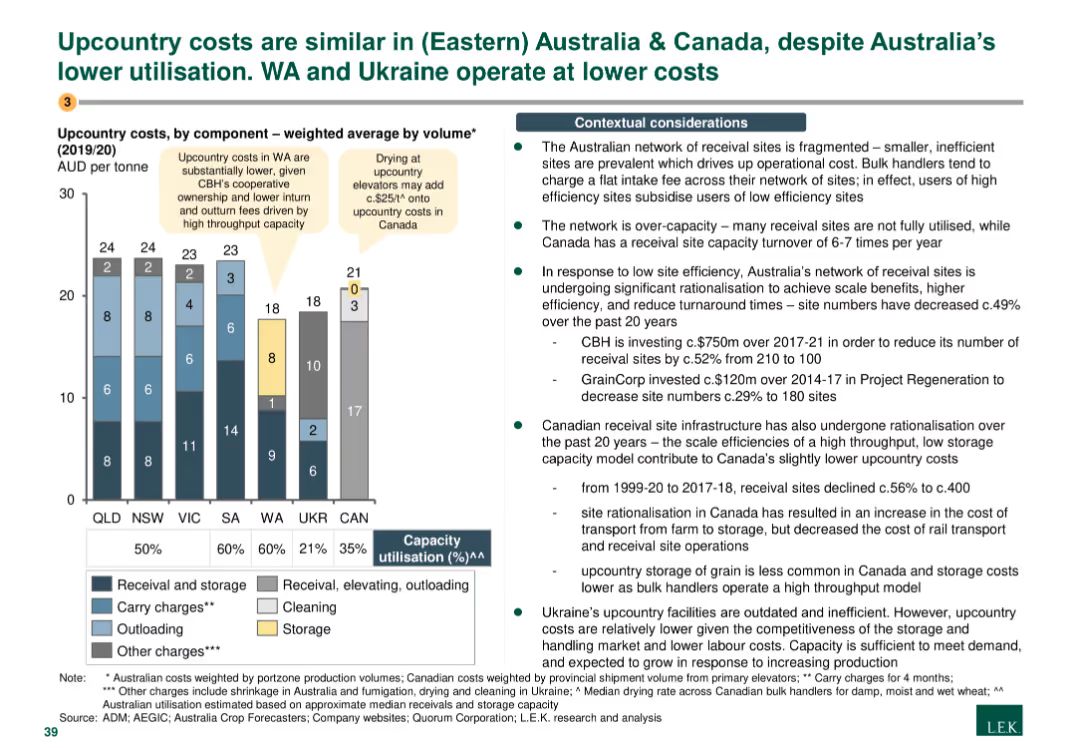 Upcountry costs are similar in (Eastern) Australia & Canada, despite Australia's
lower utilisation. WA and Ukraine operate at lower costs
3
Upcountry costs, by component – weighted average by volume*
(2019/20)
AUD per tonne
Upcountry costs in WA are
substantially lower, given
CBH's cooperative
ownership and lower inturn
and outturn fees driven by
high throughput capacity
Drying at
upcountry
elevators may add
c.$25/t^ onto
upcountry costs in
Canada
30
20
10
0
24
2
8
6
8
24
2
8
6
8
23
2
4
6
11
23
3
6
14
18
8
1
9
18
10
2
6
21
0
3
17
QLD NSW VIC SA WA UKR CAN
50% 60% 60% 21% 35% Capacity
utilisation (%)^^
Receival and storage
Carry charges**
Outloading
Other charges***
Receival, elevating, outloading
Cleaning
Storage
Contextual considerations
The Australian network of receival sites is fragmented – smaller, inefficient
sites are prevalent which drives up operational cost. Bulk handlers tend to
charge a flat intake fee across their network of sites; in effect, users of high
efficiency sites subsidise users of low efficiency sites
The network is over-capacity – many receival sites are not fully utilised, while
Canada has a receival site capacity turnover of 6-7 times per year
In response to low site efficiency, Australia's network of receival sites is
undergoing significant rationalisation to achieve scale benefits, higher
efficiency, and reduce turnaround times – site numbers have decreased c.49%
over the past 20 years
- CBH is investing c.$750m over 2017-21 in order to reduce its number of
receival sites by c.52% from 210 to 100
- GrainCorp invested c.$120m over 2014-17 in Project Regeneration to
decrease site numbers c.29% to 180 sites
Canadian receival site infrastructure has also undergone rationalisation over
the past 20 years – the scale efficiencies of a high throughput, low storage
capacity model contribute to Canada's slightly lower upcountry costs
- from 1999-20 to 2017-18, receival sites declined c.56% to c.400
- site rationalisation in Canada has resulted in an increase in the cost of
transport from farm to storage, but decreased the cost of rail transport
and receival site operations
- upcountry storage of grain is less common in Canada and storage costs
lower as bulk handlers operate a high throughput model
Ukraine's upcountry facilities are outdated and inefficient. However, upcountry
costs are relatively lower given the competitiveness of the storage and
handling market and lower labour costs. Capacity is sufficient to meet demand,
and expected to grow in response to increasing production
Note: * Australian costs weighted by portzone production volumes; Canadian costs weighted by provincial shipment volume from primary elevators; ** Carry charges for 4 months;
*** Other charges include shrinkage in Australia and fumigation, drying and cleaning in Ukraine; ^ Median drying rate across Canadian bulk handlers for damp, moist and wet wheat; ^^
Australian utilisation estimated based on approximate median receivals and storage capacity
Source: ADM; AEGIC; Australia Crop Forecasters; Company websites; Quorum Corporation; L.E.K. research and analysis
39
L.E.K.